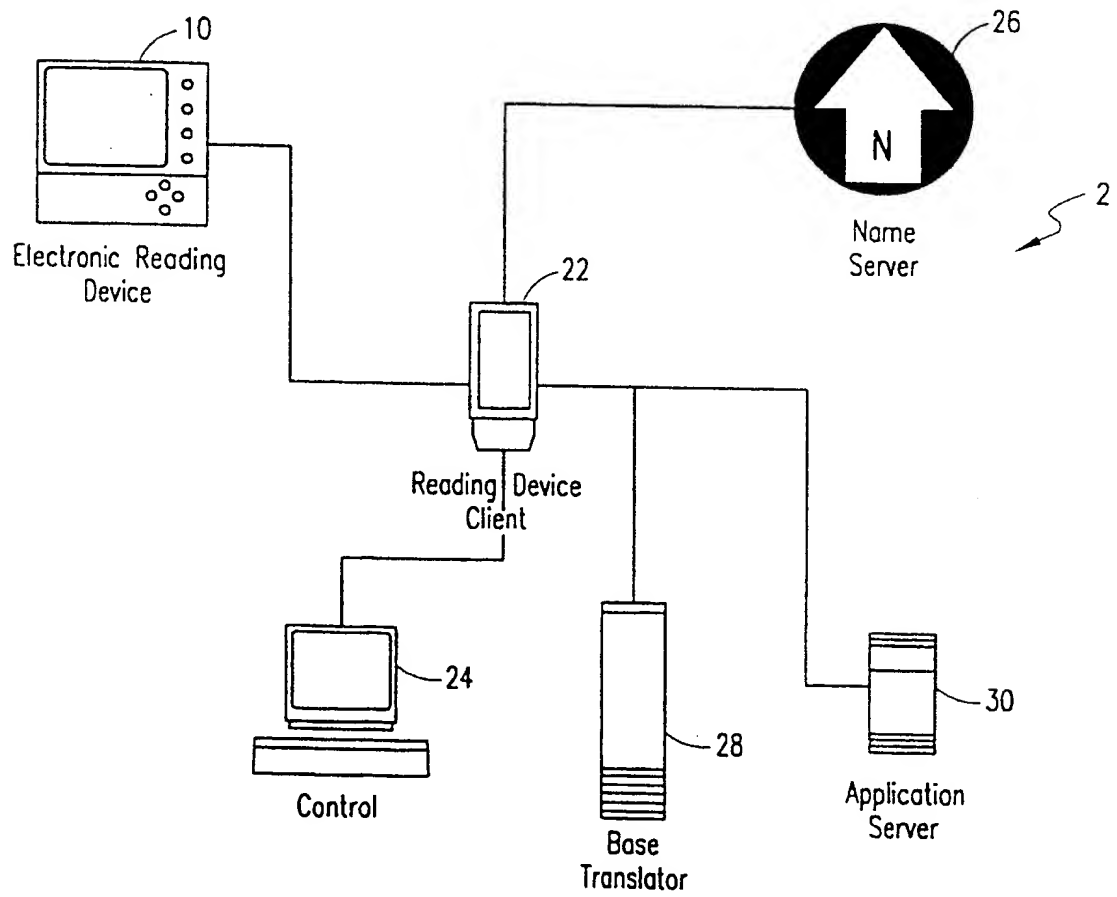 10
26
N
2
Electronic Reading
Device
Name
Server
22
Reading Device
Client
24
Control
28
Base
Translator
30
Application
Server